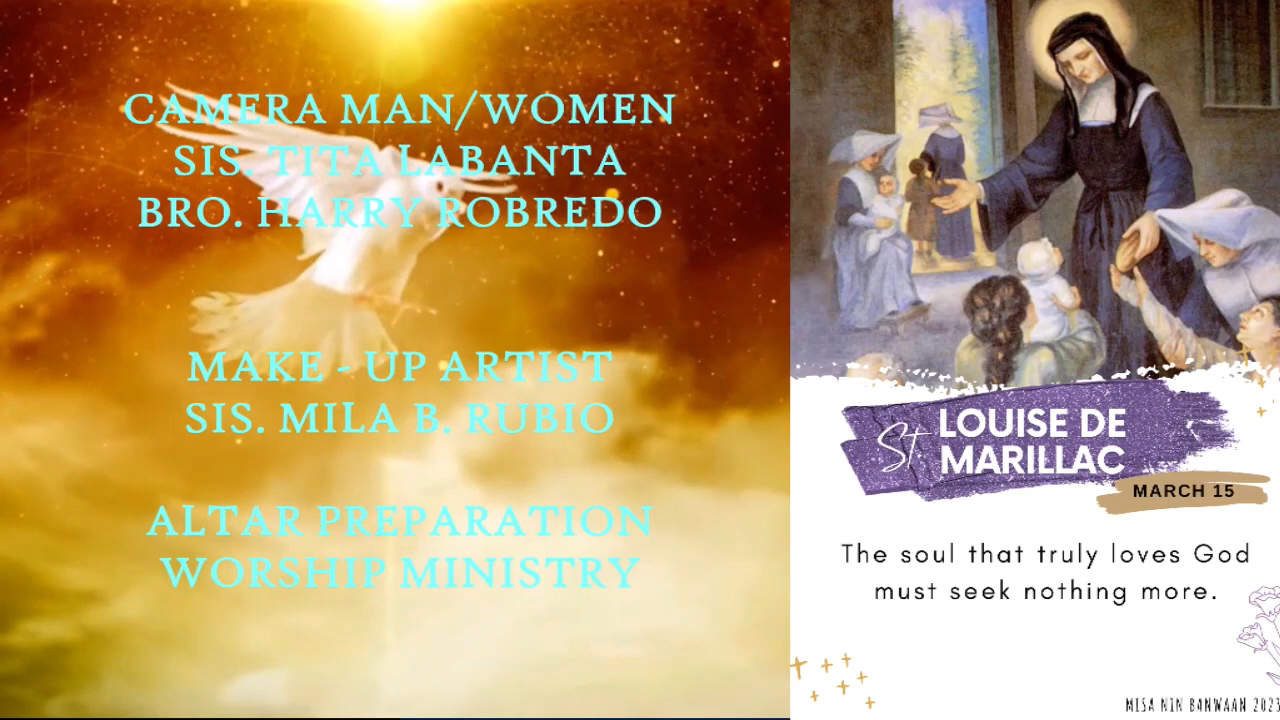 CAMERA MAN/WOMEN
SIS. TITA LABANTA
BRO. HARRY ROBREDO
MAKE - UP ARTIST
SIS. MILA B. RUBIO
ALTAR PREPARATION
WORSHIP MINISTRY
St LOUISE DE
MARILLAC
MARCH 15
The soul that truly loves God
must seek nothing more.
MISA NIN BANWAAN 2023